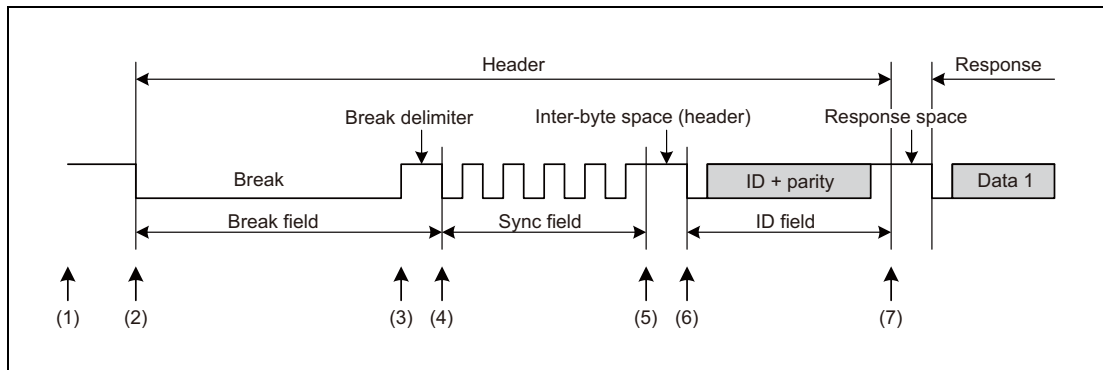 Header
Response
Break delimiter
Inter-byte space (header)
Response space
Break
ID + parity
Data 1
Break field
Sync field
ID field
(1)
(2)
(3)
(4)
(5)
(6)
(7)